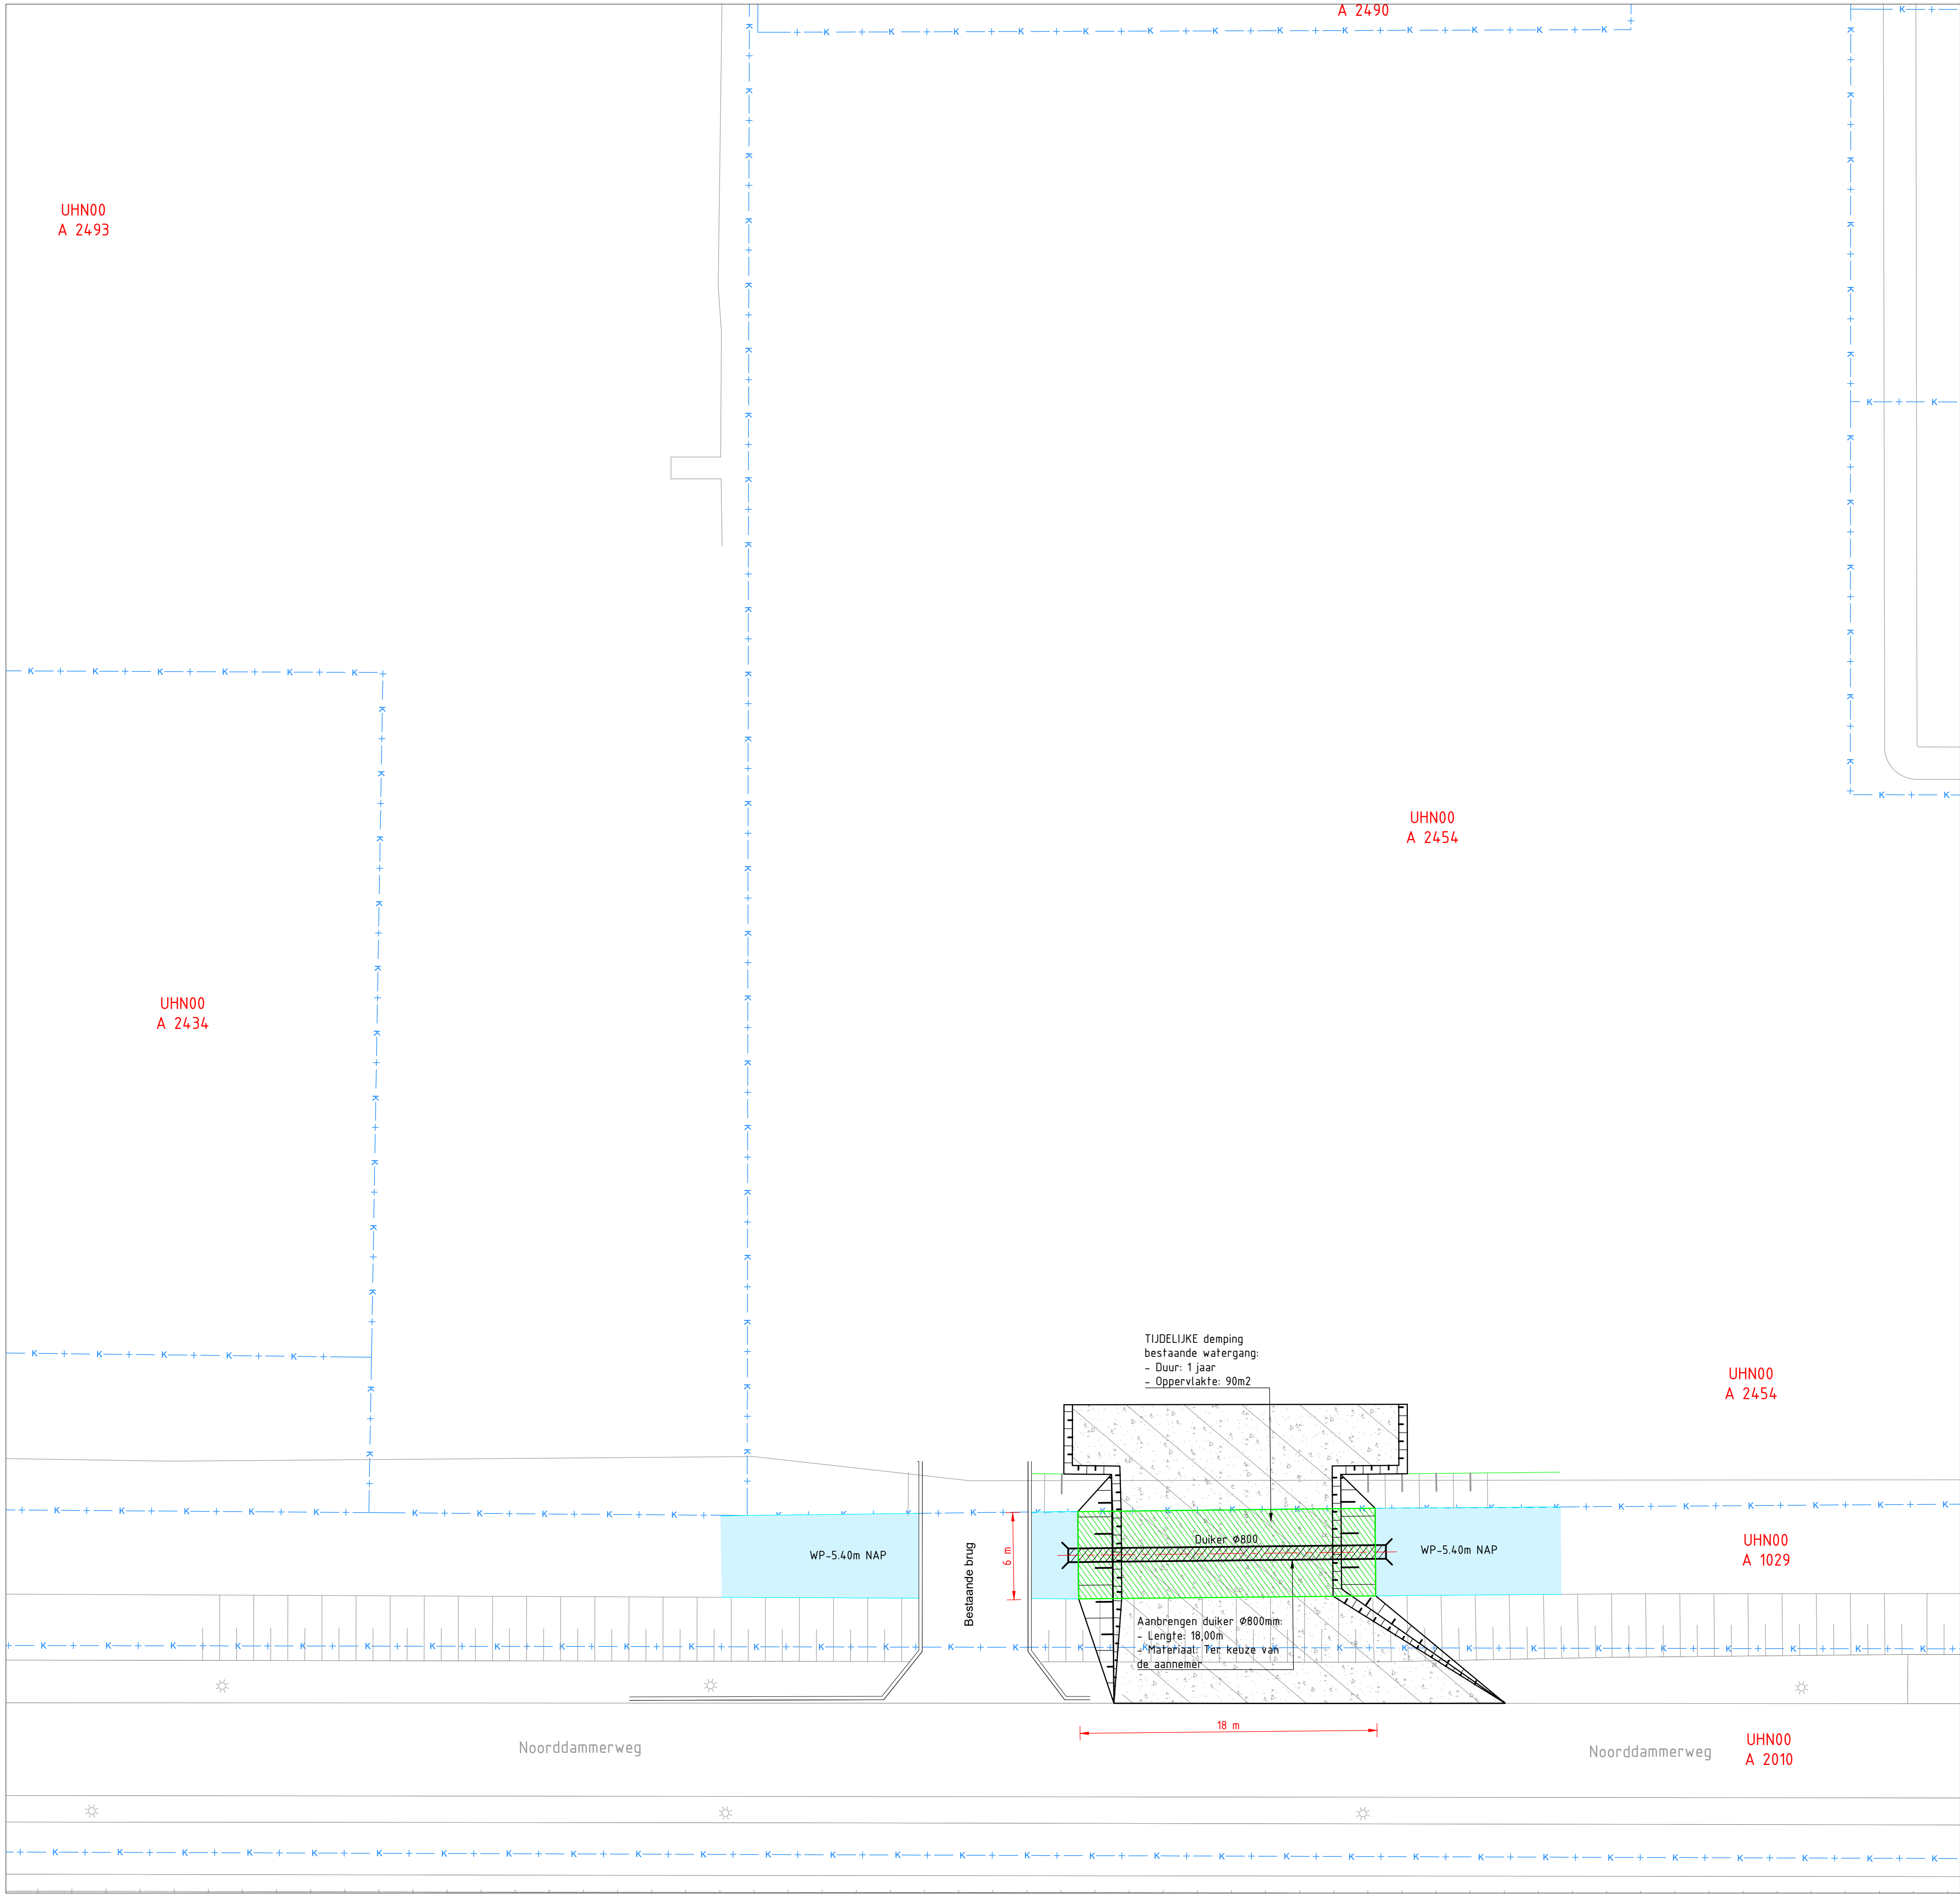 A 2490
UHN00
A 2493
UHN00
A 2454
UHN00
A 2434
TIJDELIJKE demping
bestaande watergang:
- Duur: 1 jaar
- Oppervlakte: 90m2
UHN00
A 2454
Bestaande brug
6 m
WP-5.40m NAP
Duiker Ø800
WP-5.40m NAP
UHN00
A 1029
Aanbrengen duiker Ø800mm:
- Lengte: 18,00m
- Materiaal: Ter keuze van
de aannemer
18 m
Noorddammerweg
Noorddammerweg
UHN00
A 2010